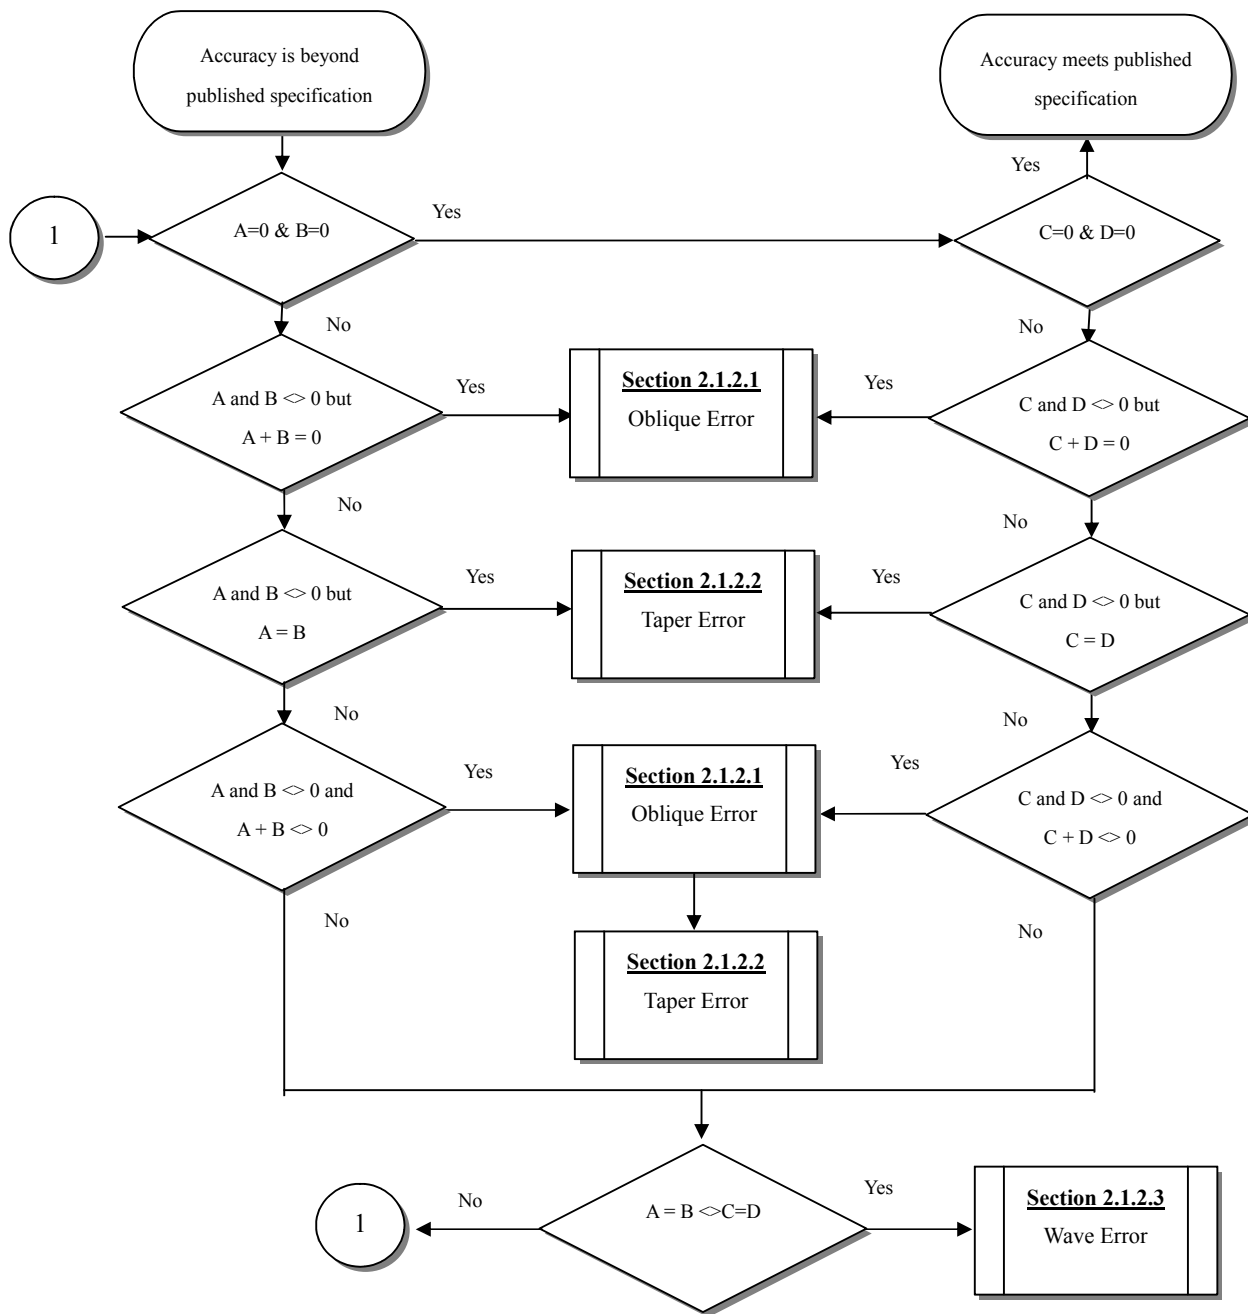 Accuracy is beyond
published specification
Accuracy meets published
specification
Yes
1
A=0 & B=0
Yes
C=0 & D=0
No
No
A and B <> 0 but
A + B = 0
Yes
Section 2.1.2.1
Oblique Error
Yes
C and D <> 0 but
C + D = 0
No
No
A and B <> 0 but
A = B
Yes
Section 2.1.2.2
Taper Error
Yes
C and D <> 0 but
C = D
No
No
A and B <> 0 and
A + B <> 0
Yes
Section 2.1.2.1
Oblique Error
Yes
C and D <> 0 and
C + D <> 0
No
No
Section 2.1.2.2
Taper Error
1
No
A = B <>C=D
Yes
Section 2.1.2.3
Wave Error